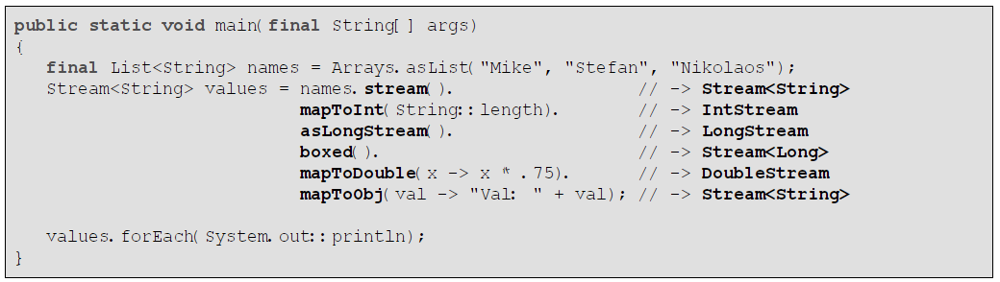 public static void main(final String[] args)
{
final List<String> names = Arrays.asList("Mike", "Stefan", "Nikolaos");
Stream<String> values = names.stream(). // -> Stream<String>
mapToInt(String::length). // -> IntStream
asLongStream(). // -> LongStream
boxed(). // -> Stream<Long>
mapToDouble(x -> x * .75). // -> DoubleStream
mapToObj(val -> "Val: " + val); // -> Stream<String>
values.forEach(System.out::println);
}